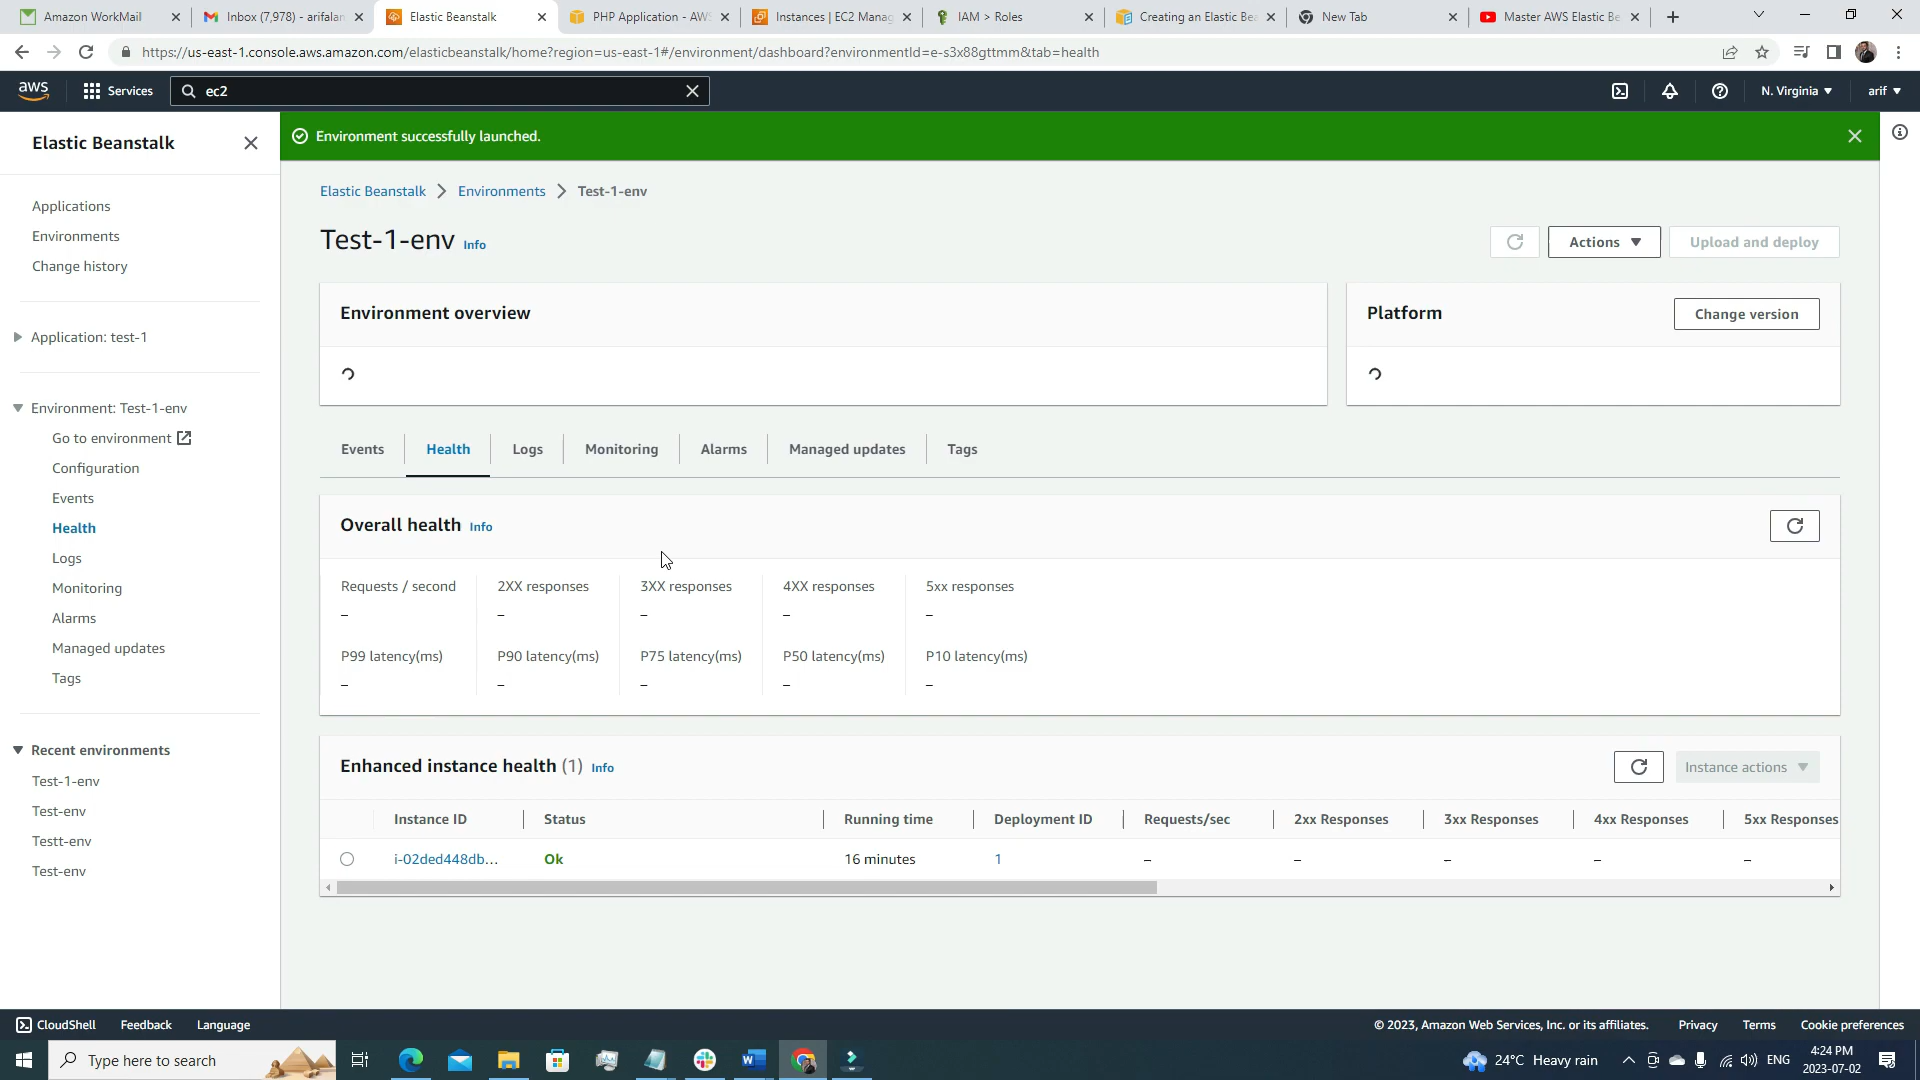 Amazon WorkMail
Inbox (7,978) - arifalan
Elastic Beanstalk
PHP Application - AWS
Instances | EC2 Manag
IAM > Roles
Creating an Elastic Bea
New Tab
Master AWS Elastic Be
https://us-east-1.console.aws.amazon.com/elasticbeanstalk/home?region=us-east-1#/environment/dashboard?environmentId=e-s3x88gttmm&tab=health
aws
Services
ec2
N. Virginia
arif
Elastic Beanstalk
Environment successfully launched.
Applications
Environments
Change history
Application: test-1
Environment: Test-1-env
Go to environment
Configuration
Events
Health
Logs
Monitoring
Alarms
Managed updates
Tags
Recent environments
Test-1-env
Test-env
Testt-env
Test-env
Elastic Beanstalk > Environments > Test-1-env
Test-1-env Info
Actions
Upload and deploy
Environment overview
Platform
Change version
Events
Health
Logs
Monitoring
Alarms
Managed updates
Tags
Overall health Info
Requests / second
2XX responses
3XX responses
4XX responses
5xx responses
– – – – –
P99 latency(ms)
P90 latency(ms)
P75 latency(ms)
P50 latency(ms)
P10 latency(ms)
– – – – –
Enhanced instance health (1) Info
Instance actions
Instance ID
Status
Running time
Deployment ID
Requests/sec
2xx Responses
3xx Responses
4xx Responses
5xx Responses
i-02ded448db... Ok 16 minutes 1 – – – – –
CloudShell
Feedback
Language
© 2023, Amazon Web Services, Inc. or its affiliates.
Privacy
Terms
Cookie preferences
Type here to search
24°C Heavy rain
ENG
4:24 PM
2023-07-02